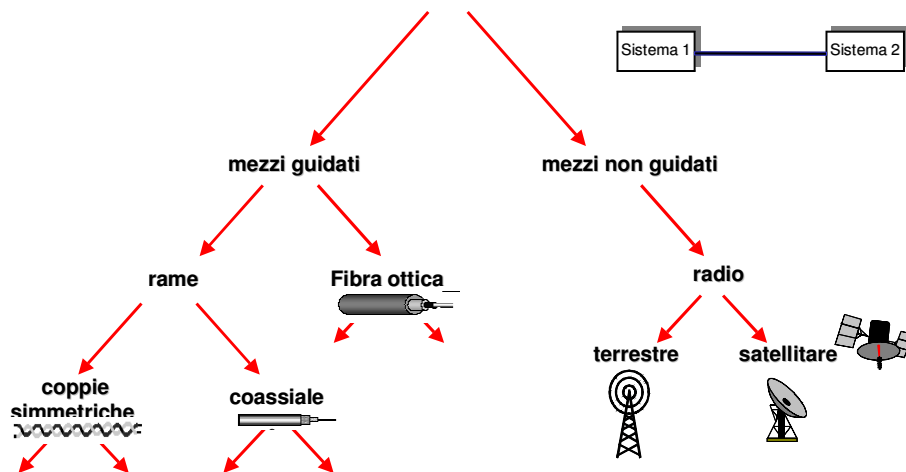 Sistema 1
Sistema 2
mezzi guidati
mezzi non guidati
rame
Fibra ottica
radio
terrestre
satellitare
coppie
simmetriche
coassiale